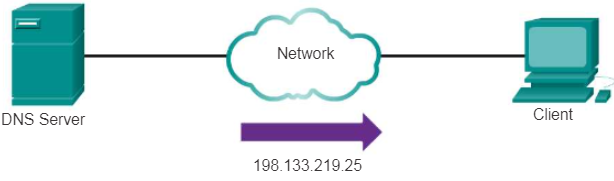 Network
DNS Server
Client
198.133.219.25